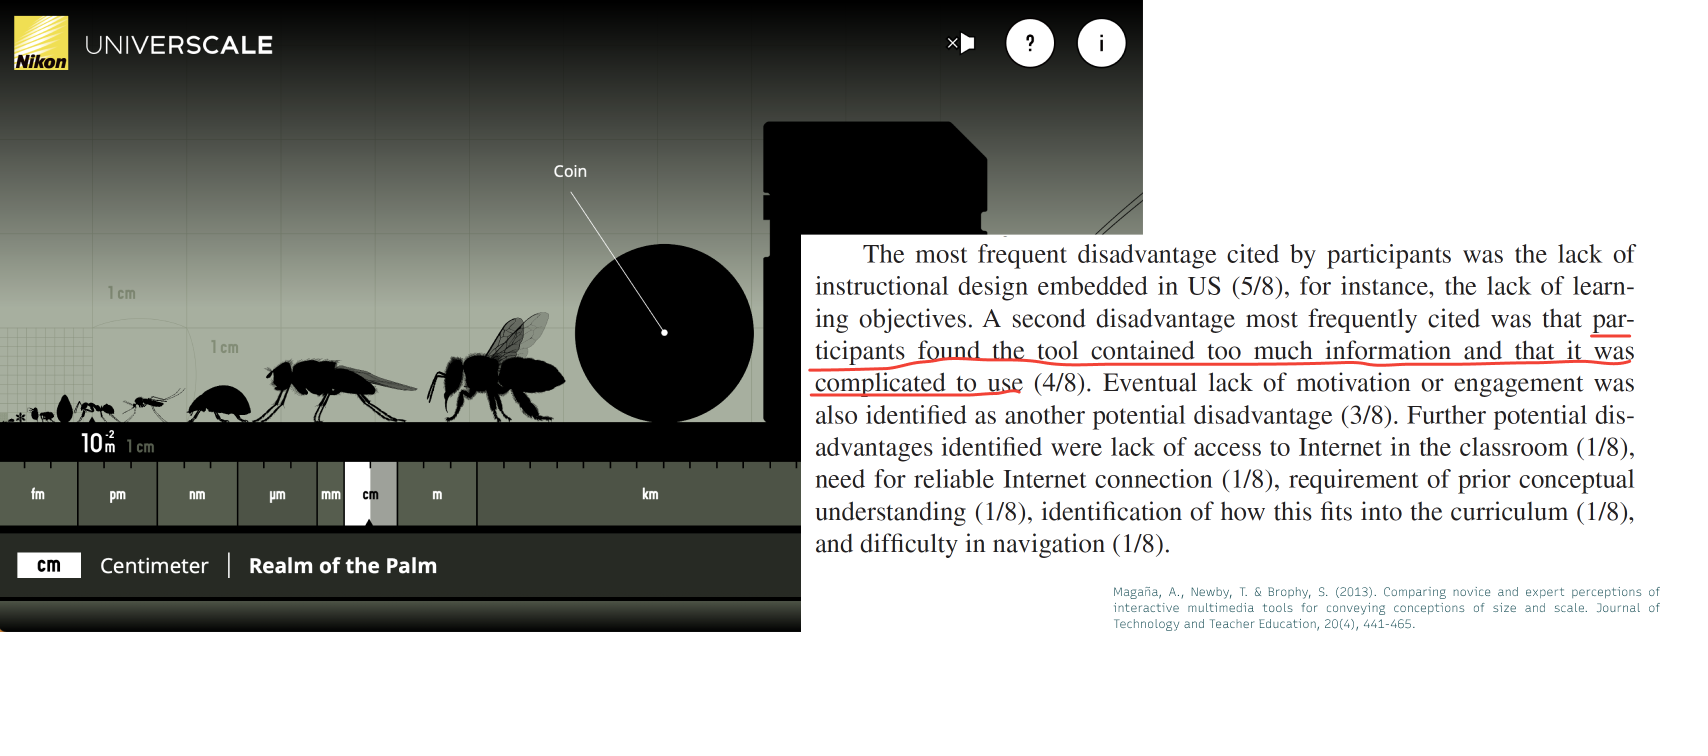 Nikon
UNIVERSCALE
?
i
Coin
1 cm
1 cm
10⁻² m 1 cm
fm pm nm µm mm cm m km
cm Centimeter | Realm of the Palm
The most frequent disadvantage cited by participants was the lack of
instructional design embedded in US (5/8), for instance, the lack of learn-
ing objectives. A second disadvantage most frequently cited was that par-
ticipants found the tool contained too much information and that it was
complicated to use (4/8). Eventual lack of motivation or engagement was
also identified as another potential disadvantage (3/8). Further potential dis-
advantages identified were lack of access to Internet in the classroom (1/8),
need for reliable Internet connection (1/8), requirement of prior conceptual
understanding (1/8), identification of how this fits into the curriculum (1/8),
and difficulty in navigation (1/8).
Magaña, A., Newby, T. & Brophy, S. (2013). Comparing novice and expert perceptions of
interactive multimedia tools for conveying conceptions of size and scale. Journal of
Technology and Teacher Education, 20(4), 441-465.